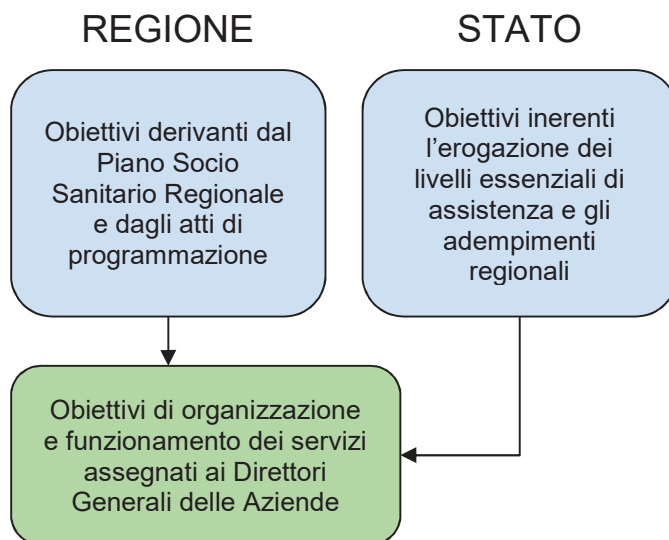 REGIONE
STATO
Obiettivi derivanti dal
Piano Socio
Sanitario Regionale
e dagli atti di
programmazione
Obiettivi inerenti
l’erogazione dei
livelli essenziali di
assistenza e gli
adempimenti
regionali
Obiettivi di organizzazione
e funzionamento dei servizi
assegnati ai Direttori
Generali delle Aziende